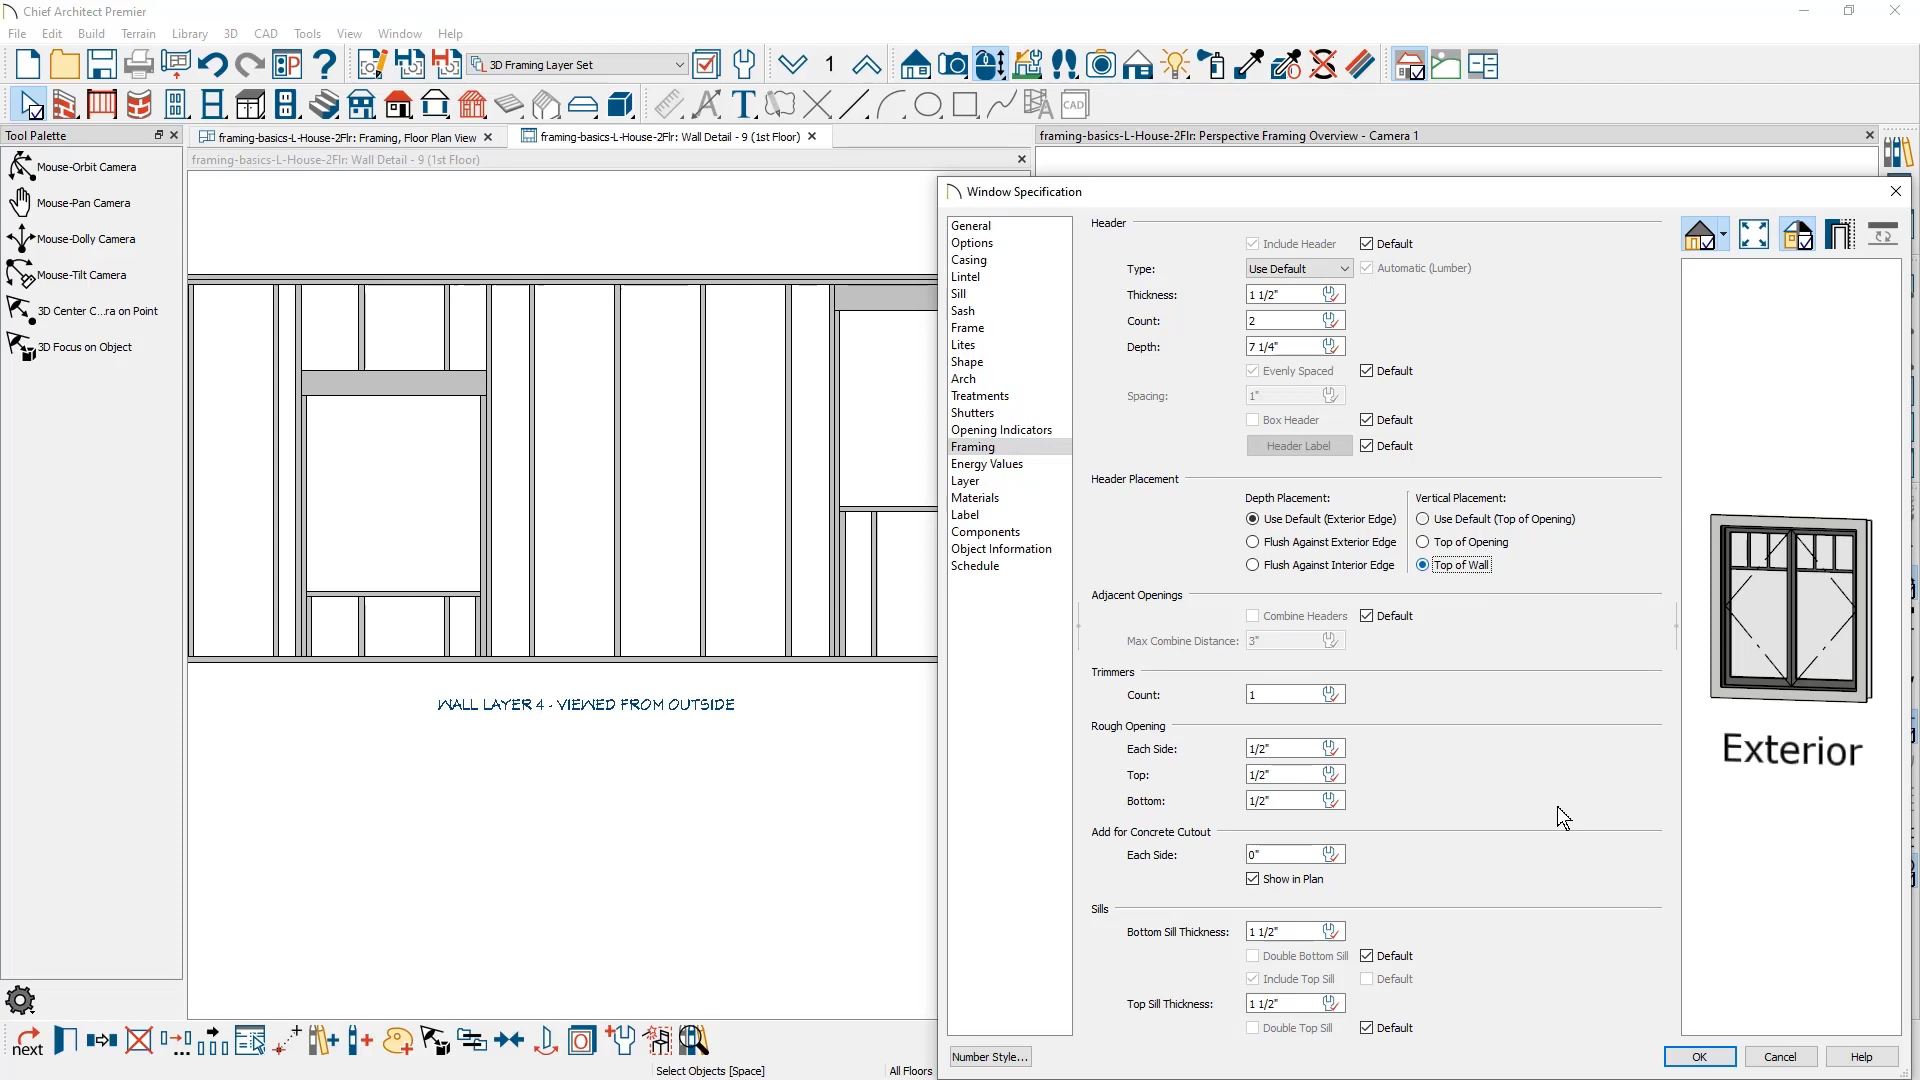 Chief Architect Premier
File Edit Build Terrain Library 3D CAD Tools View Window Help
3D Framing Layer Set
1
CAD
Tool Palette
framing-basics-L-House-2Flr: Framing, Floor Plan View
framing-basics-L-House-2Flr: Wall Detail - 9 (1st Floor)
framing-basics-L-House-2Flr: Perspective Framing Overview - Camera 1
framing-basics-L-House-2Flr: Wall Detail - 9 (1st Floor)
Mouse-Orbit Camera
Mouse-Pan Camera
Mouse-Dolly Camera
Mouse-Tilt Camera
3D Center C...ra on Point
3D Focus on Object
WALL LAYER 4 - VIEWED FROM OUTSIDE
Window Specification
General
Options
Casing
Lintel
Sill
Sash
Frame
Lites
Shape
Arch
Treatments
Shutters
Opening Indicators
Framing
Energy Values
Layer
Materials
Label
Components
Object Information
Schedule
Header
Include Header Default
Type: Use Default Automatic (Lumber)
Thickness: 1 1/2"
Count: 2
Depth: 7 1/4"
Evenly Spaced Default
Spacing: 1"
Box Header Default
Header Label Default
Header Placement
Depth Placement: Vertical Placement:
Use Default (Exterior Edge) Use Default (Top of Opening)
Flush Against Exterior Edge Top of Opening
Flush Against Interior Edge Top of Wall
Adjacent Openings
Combine Headers Default
Max Combine Distance: 3"
Trimmers
Count: 1
Rough Opening
Each Side: 1/2"
Top: 1/2"
Bottom: 1/2"
Add for Concrete Cutout
Each Side: 0"
Show in Plan
Sills
Bottom Sill Thickness: 1 1/2"
Double Bottom Sill Default
Include Top Sill Default
Top Sill Thickness: 1 1/2"
Double Top Sill Default
Exterior
Number Style... OK Cancel Help
next
Select Objects [Space] All Floors